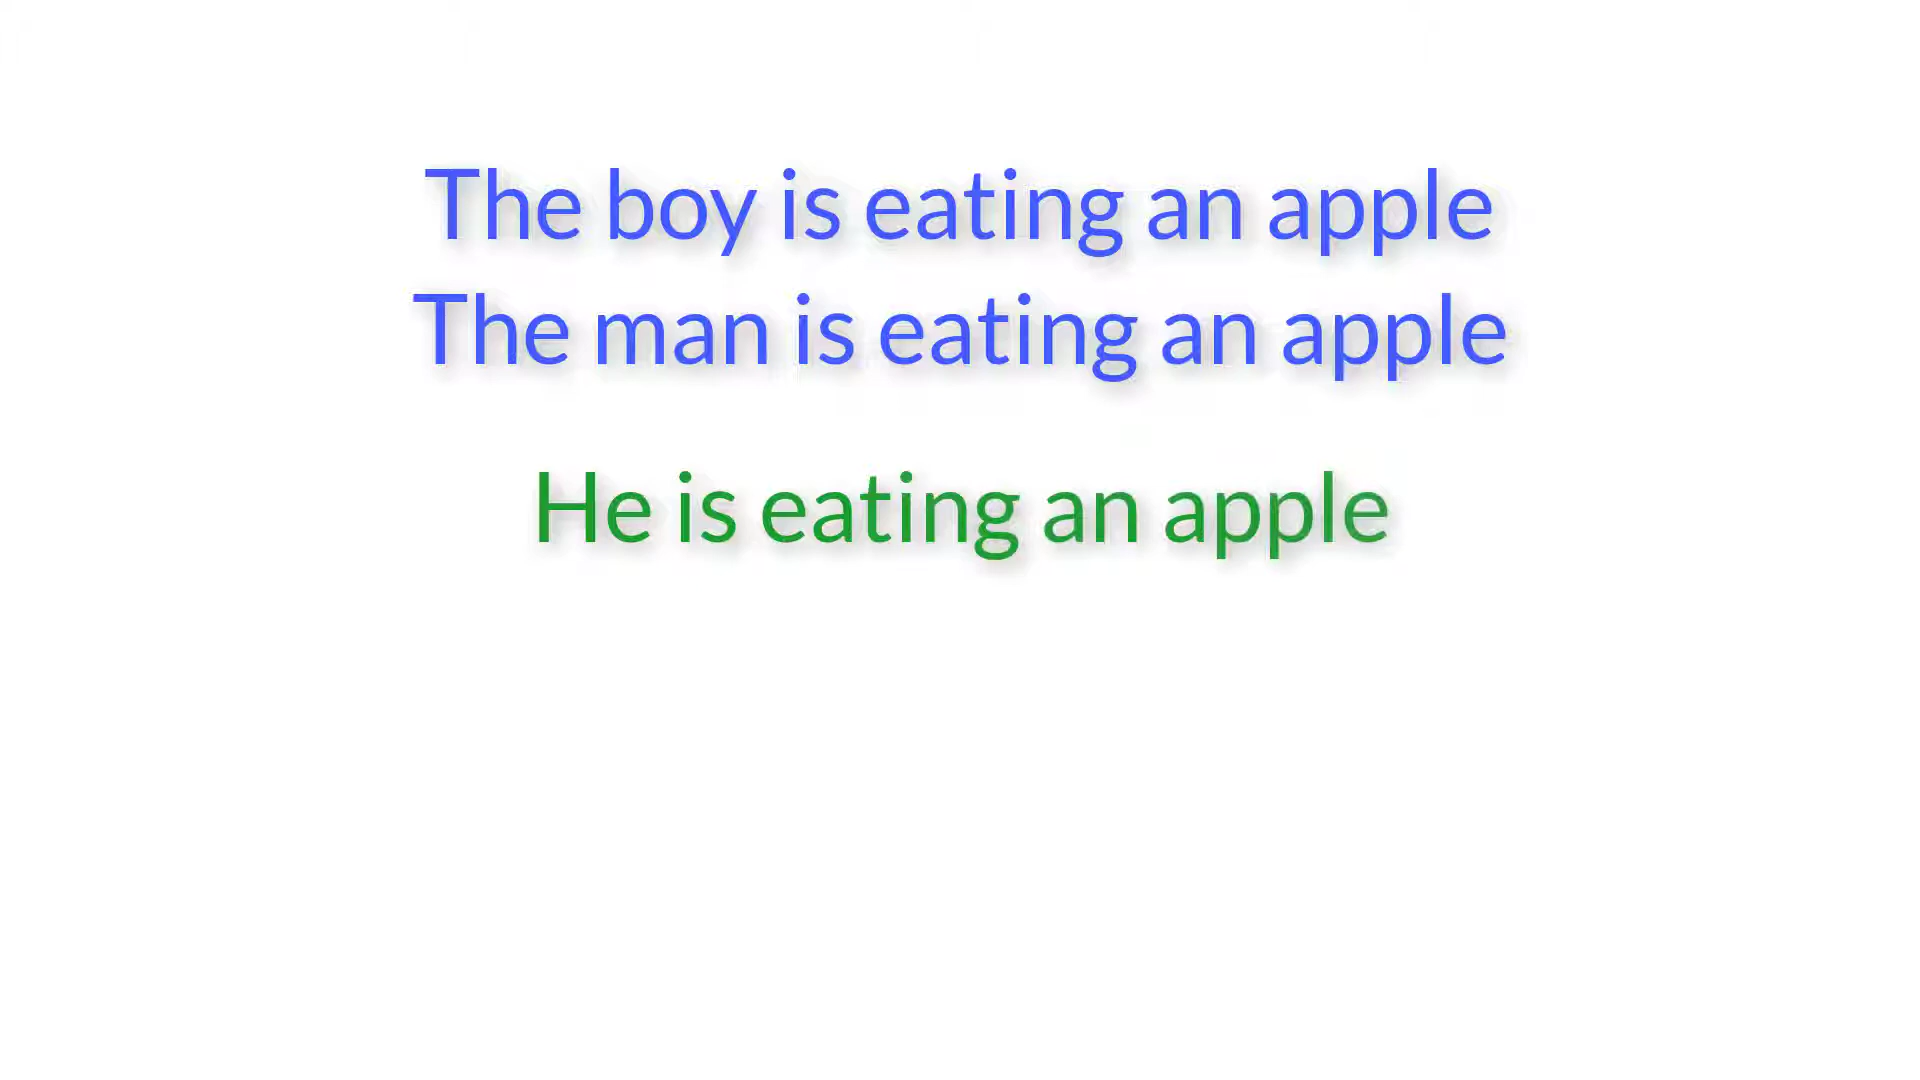 The boy is eating an apple
The man is eating an apple
He is eating an apple